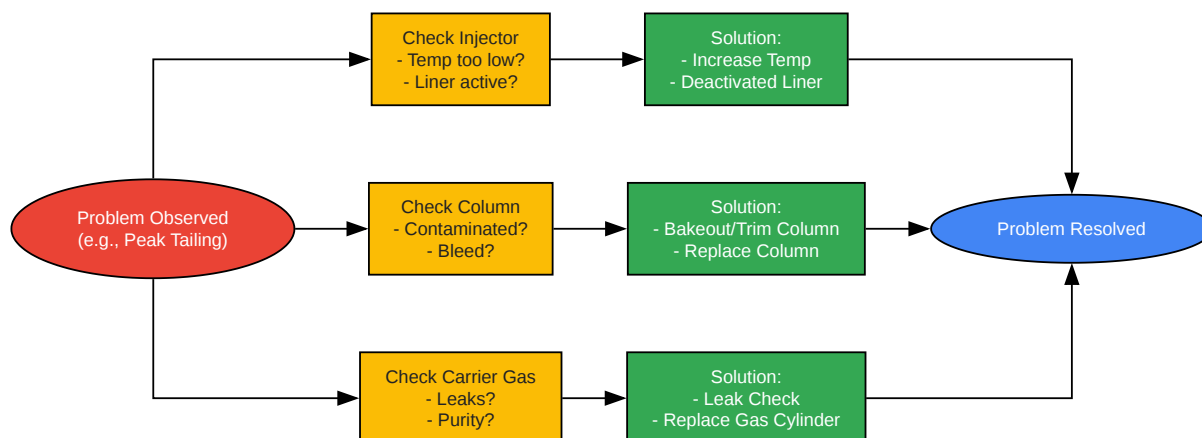 Check Injector
- Temp too low?
- Liner active?
Solution:
- Increase Temp
- Deactivated Liner
Problem Observed
(e.g., Peak Tailing)
Check Column
- Contaminated?
- Bleed?
Solution:
- Bakeout/Trim Column
- Replace Column
Problem Resolved
Check Carrier Gas
- Leaks?
- Purity?
Solution:
- Leak Check
- Replace Gas Cylinder